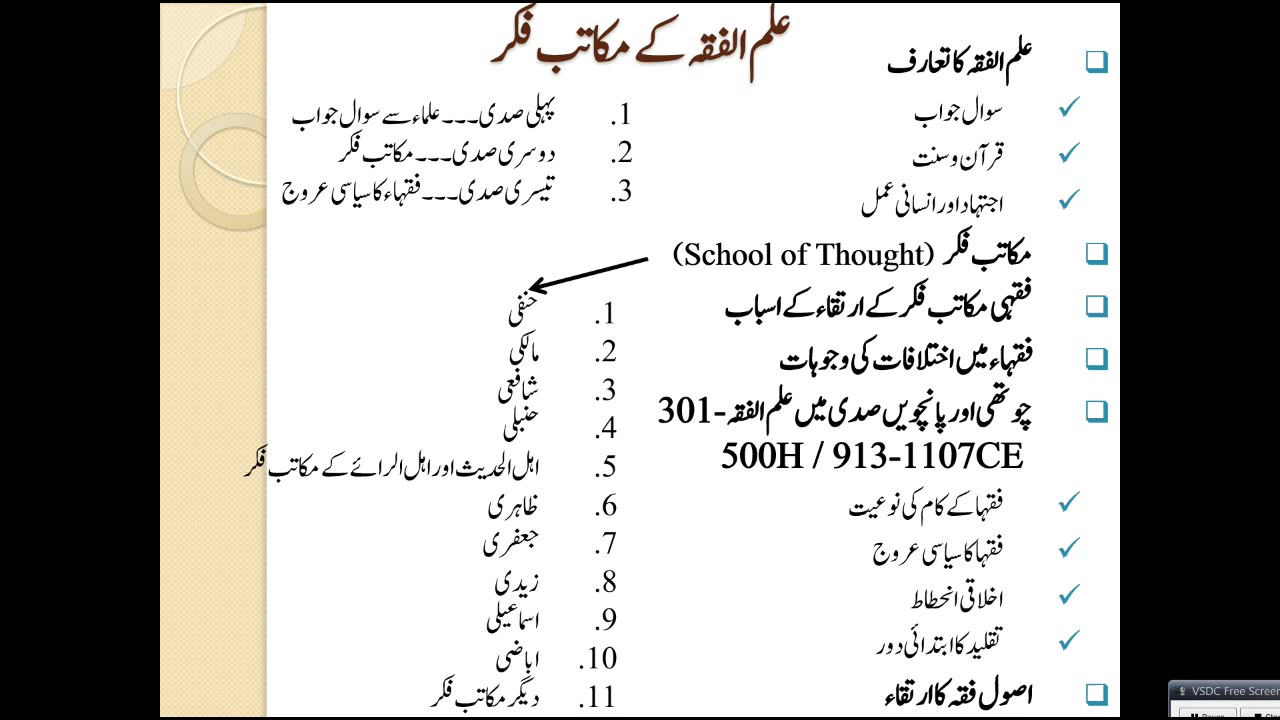 علم الفقہ کے مکاتب فکر
علم الفقہ کا تعارف
سوال جواب
قرآن و سنت
اجتہاد اور انسانی عمل
مکاتب فکر (School of Thought)
فقہی مکاتب فکر کے ارتقاء کے اسباب
فقہاء میں اختلافات کی وجوہات
چوتھی اور پانچویں صدی میں علم الفقہ 301-
500H / 913-1107CE
فقہا کے کام کی نوعیت
فقہا کا سیاسی عروج
اخلاقی انحطاط
تقلید کا ابتدائی دور
اصول فقہ کا ارتقاء
1. پہلی صدی۔۔۔ علماء سے سوال جواب
2. دوسری صدی۔۔۔ مکاتب فکر
3. تیسری صدی۔۔۔ فقہاء کا سیاسی عروج
1. حنفی
2. مالکی
3. شافعی
4. حنبلی
5. اہل الحدیث اور اہل الرائے کے مکاتب فکر
6. ظاہری
7. جعفری
8. زیدی
9. اسماعیلی
10. اباضی
11. دیگر مکاتب فکر
VSDC Free Screen